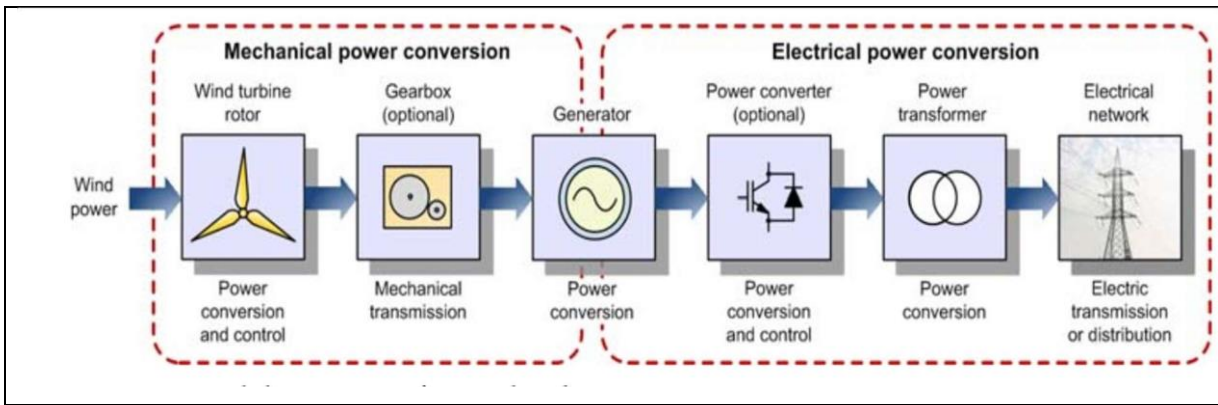 Mechanical power conversion
Electrical power conversion
Wind turbine
rotor
Gearbox
(optional)
Generator
Power converter
(optional)
Power
transformer
Electrical
network
Wind
power
Power
conversion
and control
Mechanical
transmission
Power
conversion
Power
conversion
and control
Power
conversion
Electric
transmission
or distribution